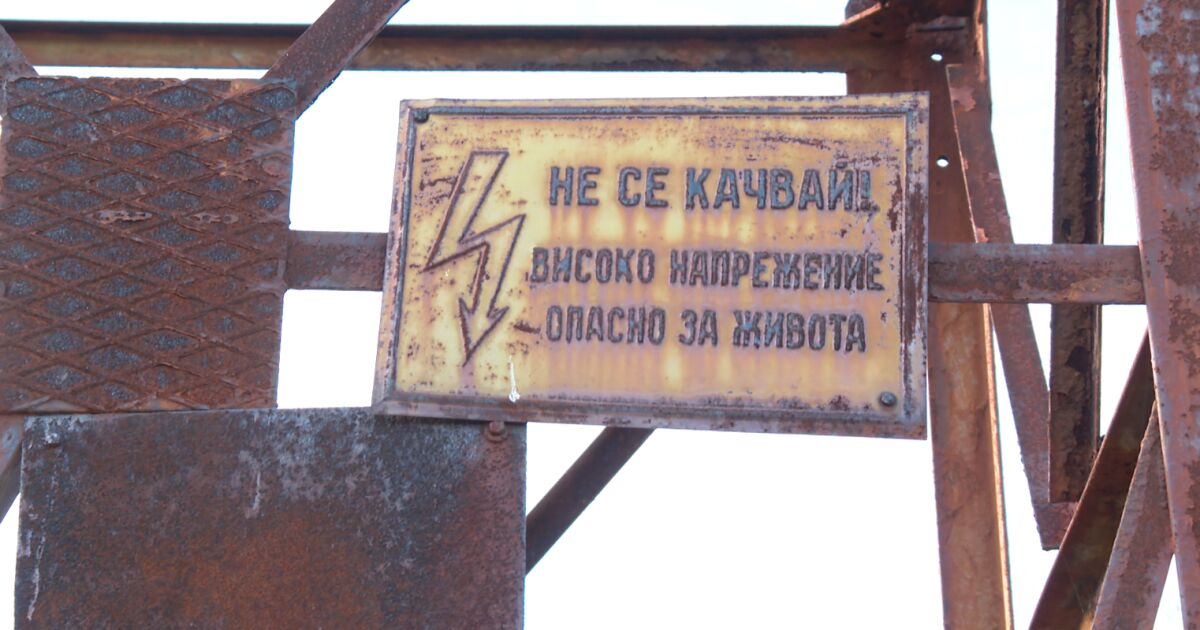 НЕ СЕ КАЧВАЙ!
ВИСОКО НАПРЕЖЕНИЕ
ОПАСНО ЗА ЖИВОТА